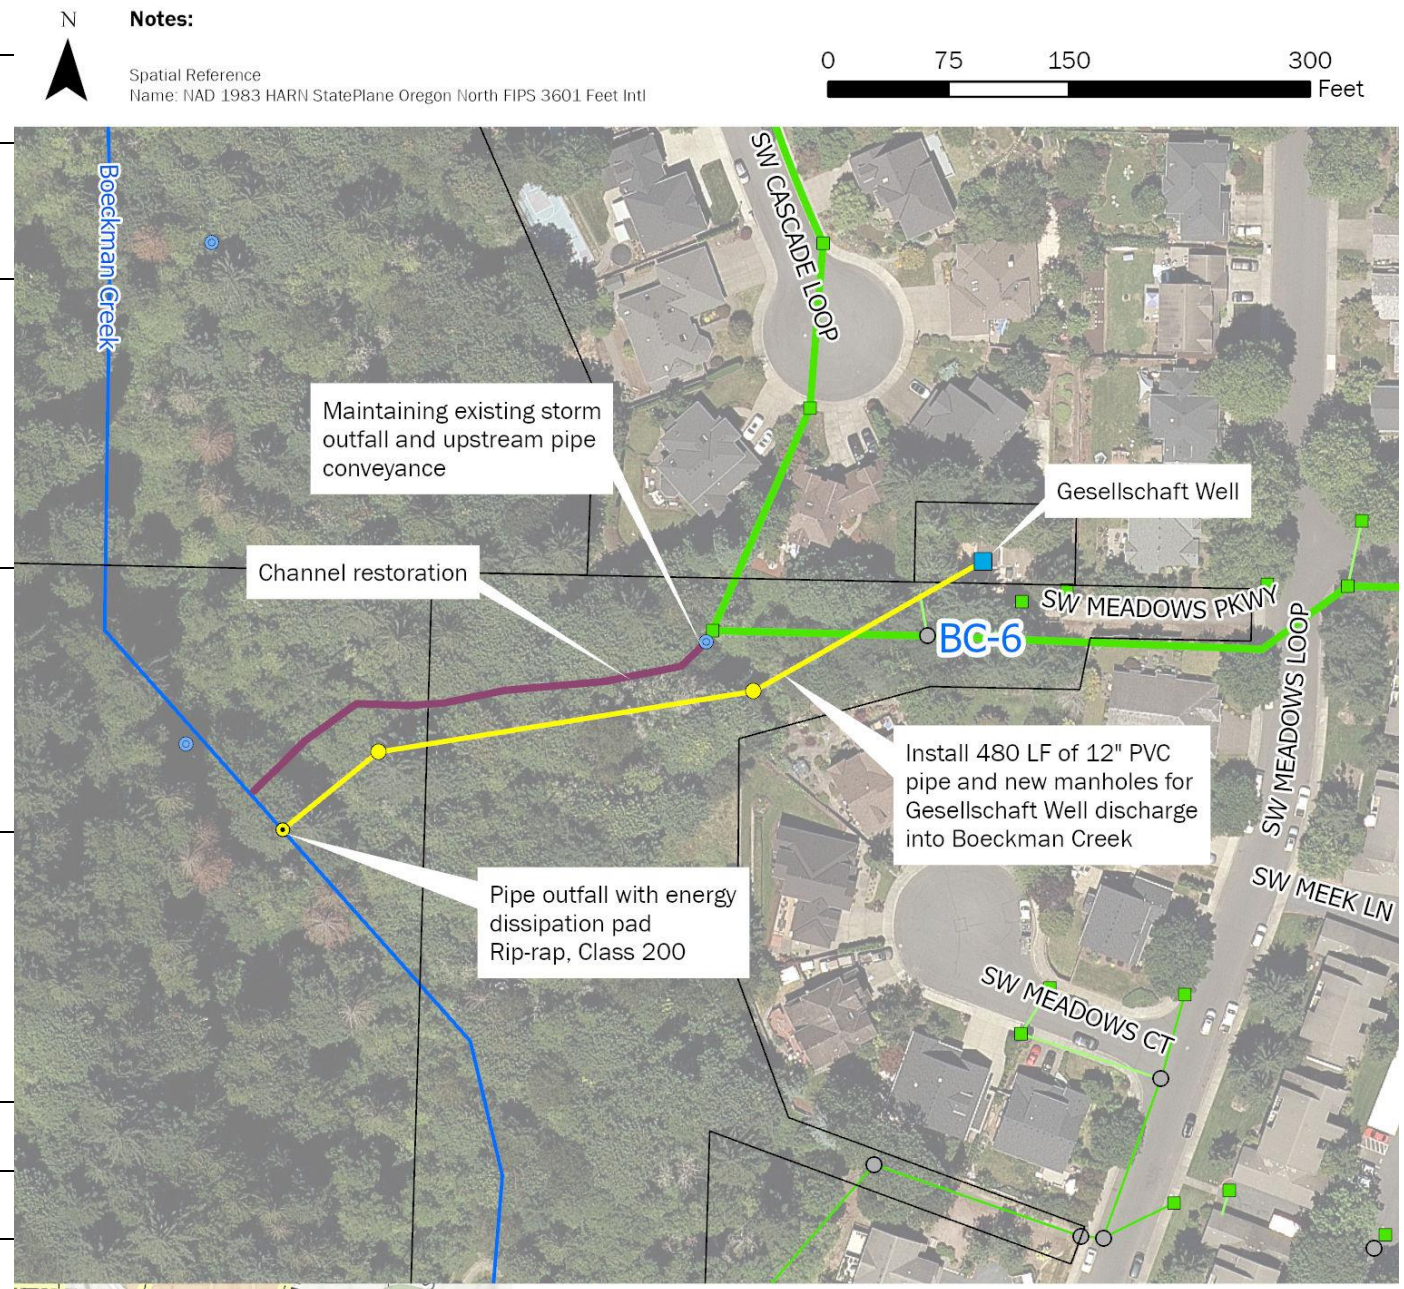 N
Notes:
Spatial Reference
Name: NAD 1983 HARN StatePlane Oregon North FIPS 3601 Feet Intl
0 75 150 300
Feet
Boeckman Creek
SW CASCADE LOOP
Maintaining existing storm
outfall and upstream pipe
conveyance
Gesellschaft Well
Channel restoration
SW MEADOWS PKWY
BC-6
SW MEADOWS LOOP
Install 480 LF of 12" PVC
pipe and new manholes for
Gesellschaft Well discharge
into Boeckman Creek
Pipe outfall with energy
dissipation pad
Rip-rap, Class 200
SW MEEK LN
SW MEADOWS CT